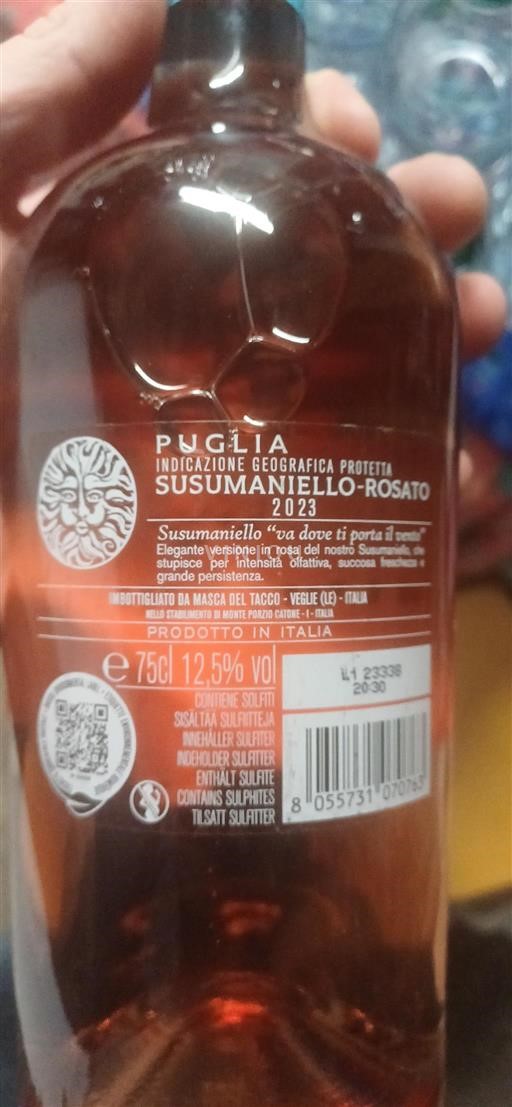 PUGLIA
INDICAZIONE GEOGRAFICA PROTETTA
SUSUMANIELLO-ROSATO
2023
Susumaniello "va dove ti porta il vento"
Elegante versione in rosa del nostro Susumaniello, che
stupisce per intensità olfattiva, succosa freschezza e
grande persistenza.
IMBOTTIGLIATO DA MASCA DEL TACCO - VEGLIE (LE) - ITALIA
NELLO STABILIMENTO DI MONTE PORZIO CATONE - I - ITALIA
PRODOTTO IN ITALIA
e 75cl 12,5% vol
L1 23338
20:30
CONTIENE SOLFITI
SISÄLTÄÄ SULFIITTEJA
INNEHÅLLER SULFITER
INDEHOLDER SULFITTER
ENTHÄLT SULFITE
CONTAINS SULPHITES
TILSATT SULFITTER
8 055731 070763